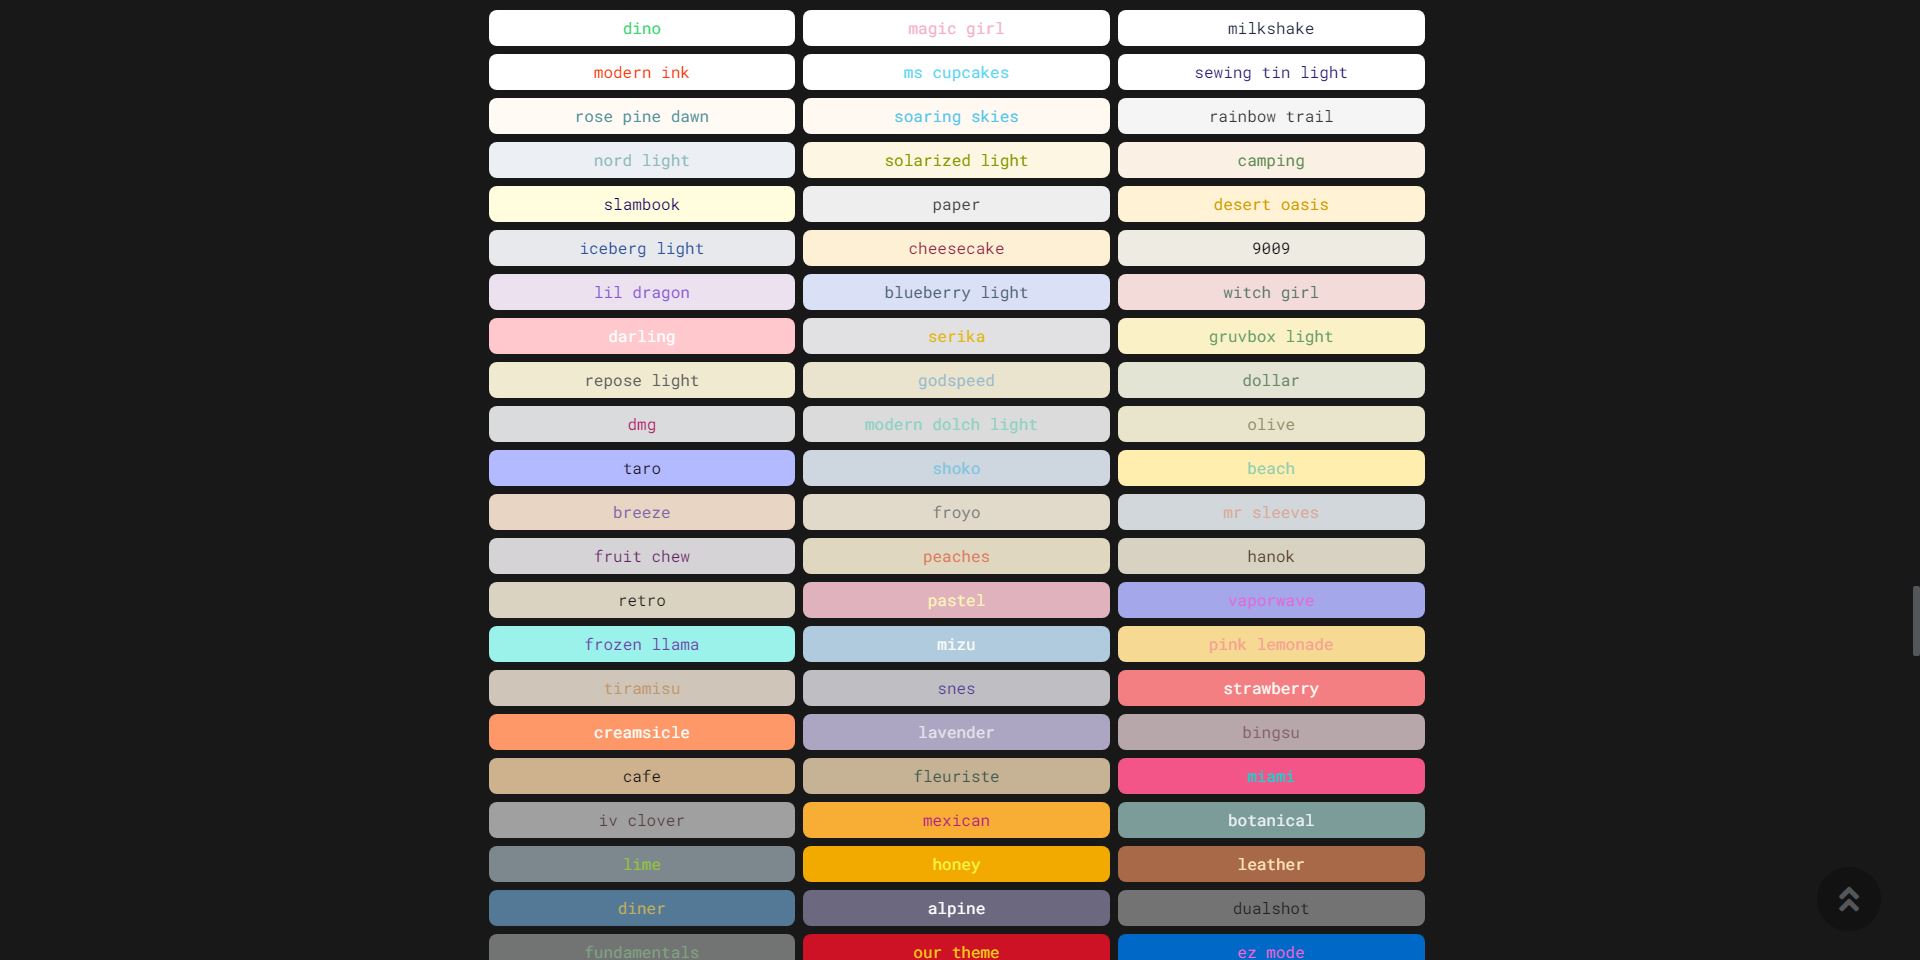 dino
magic girl
milkshake
modern ink
ms cupcakes
sewing tin light
rose pine dawn
soaring skies
rainbow trail
nord light
solarized light
camping
slambook
paper
desert oasis
iceberg light
cheesecake
9009
lil dragon
blueberry light
witch girl
darling
serika
gruvbox light
repose light
godspeed
dollar
dmg
modern dolch light
olive
taro
shoko
beach
breeze
froyo
mr sleeves
fruit chew
peaches
hanok
retro
pastel
vaporwave
frozen llama
mizu
pink lemonade
tiramisu
snes
strawberry
creamsicle
lavender
bingsu
cafe
fleuriste
miami
iv clover
mexican
botanical
lime
honey
leather
diner
alpine
dualshot
fundamentals
our theme
ez mode